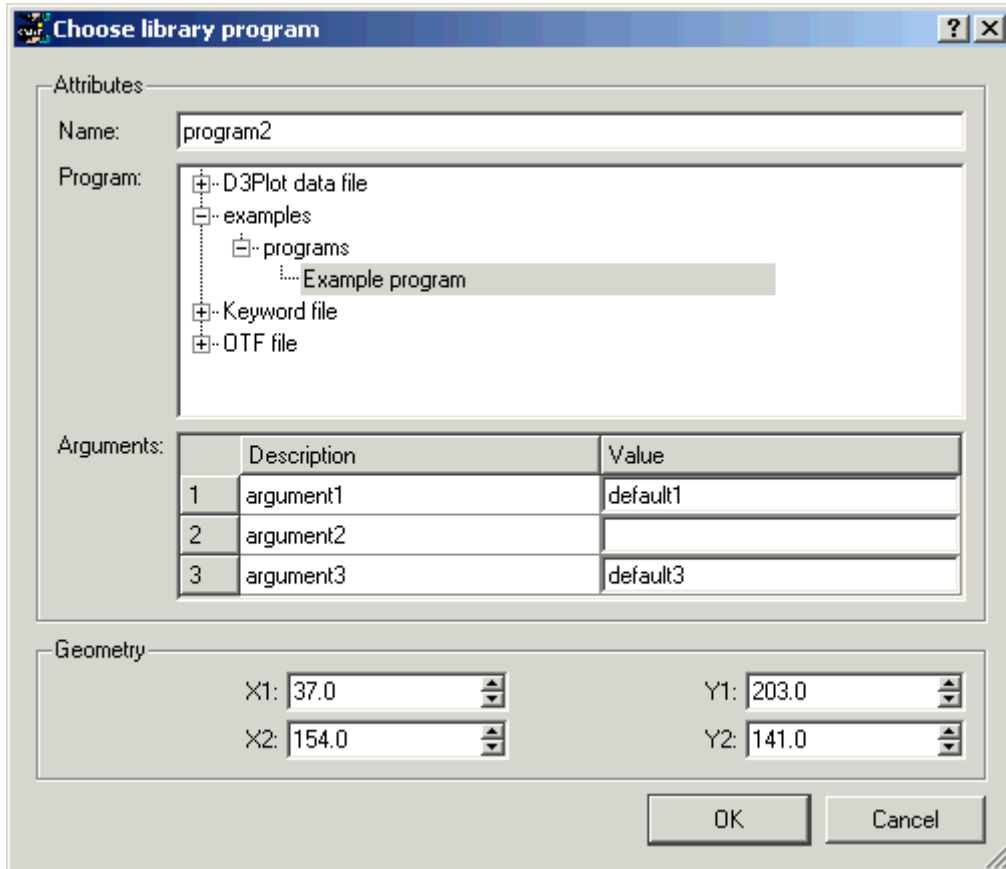 Choose library program
Attributes
Name: program2
Program:
D3Plot data file
examples
programs
Example program
Keyword file
OTF file
Arguments:
Description Value
1 argument1 default1
2 argument2
3 argument3 default3
Geometry
X1: 37.0 Y1: 203.0
X2: 154.0 Y2: 141.0
OK Cancel